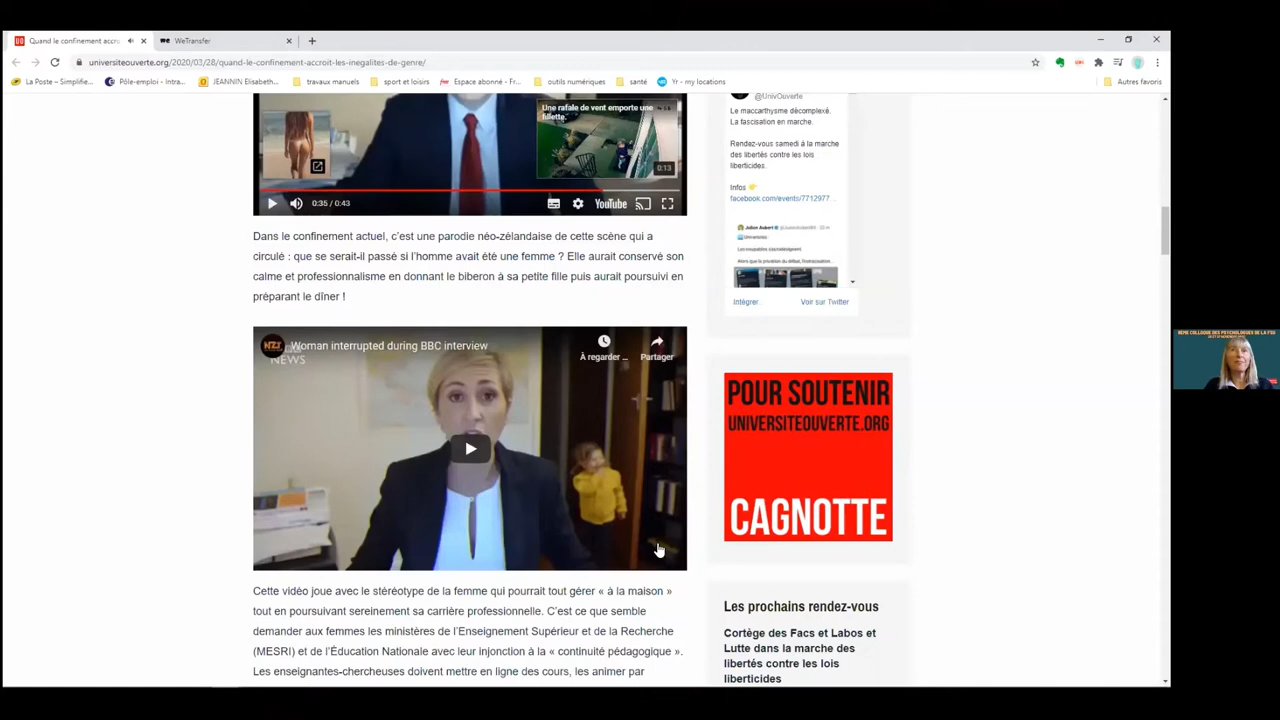 Quand le confinement accr
WeTransfer
universiteouverte.org/2020/03/28/quand-le-confinement-accroit-les-inegalites-de-genre/
La Poste – Simplifie...
Pôle-emploi - Intra...
JEANNIN Elisabeth...
travaux manuels
sport et loisirs
Espace abonné - Fr...
outils numériques
santé
Yr - my locations
Autres favoris
Une rafale de vent emporte une
fillette.
0:13
0:35 / 0:43
YouTube
Dans le confinement actuel, c’est une parodie néo-zélandaise de cette scène qui a
circulé : que se serait-il passé si l’homme avait été une femme ? Elle aurait conservé son
calme et professionnalisme en donnant le biberon à sa petite fille puis aurait poursuivi en
préparant le dîner !
Woman interrupted during BBC interview
NEWS
À regarder ...
Partager
Cette vidéo joue avec le stéréotype de la femme qui pourrait tout gérer « à la maison »
tout en poursuivant sereinement sa carrière professionnelle. C’est ce que semble
demander aux femmes les ministères de l’Enseignement Supérieur et de la Recherche
(MESRI) et de l’Éducation Nationale avec leur injonction à la « continuité pédagogique ».
Les enseignantes-chercheuses doivent mettre en ligne des cours, les animer par
@UnivOuverte
Le maccarthysme décomplexé.
La fascisation en marche.
Rendez-vous samedi à la marche
des libertés contre les lois
liberticides.
Infos
facebook.com/events/7712977...
Julien Aubert
Intégrer
Voir sur Twitter
POUR SOUTENIR
UNIVERSITEOUVERTE.ORG
CAGNOTTE
Les prochains rendez-vous
Cortège des Facs et Labos et
Lutte dans la marche des
libertés contre les lois
liberticides
COLLOQUE DES PSYCHOLOGUES DE LA FSU